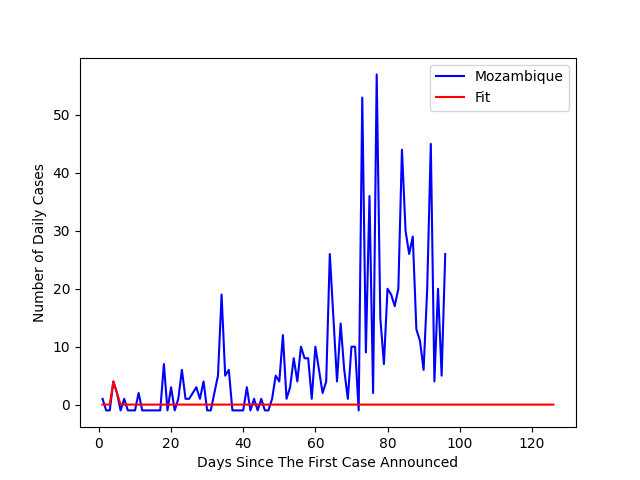 Mozambique
Fit
50
40
30
20
10
0
Number of Daily Cases
0 20 40 60 80 100 120
Days Since The First Case Announced